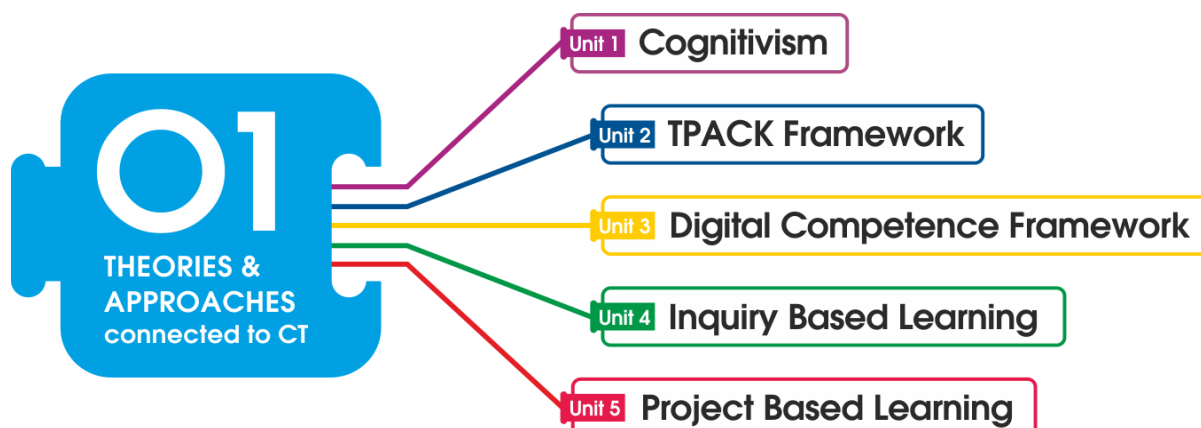 01
THEORIES &
APPROACHES
connected to CT
Unit 1 Cognitivism
Unit 2 TPACK Framework
Unit 3 Digital Competence Framework
Unit 4 Inquiry Based Learning
Unit 5 Project Based Learning